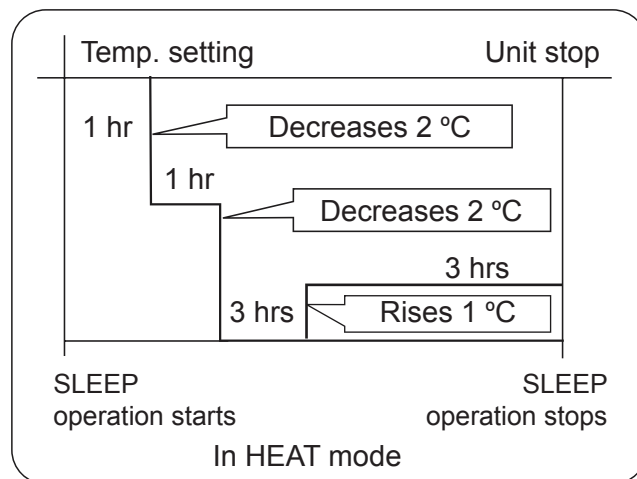 Temp. setting
Unit stop
1 hr
Decreases 2 ºC
1 hr
Decreases 2 ºC
3 hrs
3 hrs
Rises 1 ºC
SLEEP
operation starts
SLEEP
operation stops
In HEAT mode